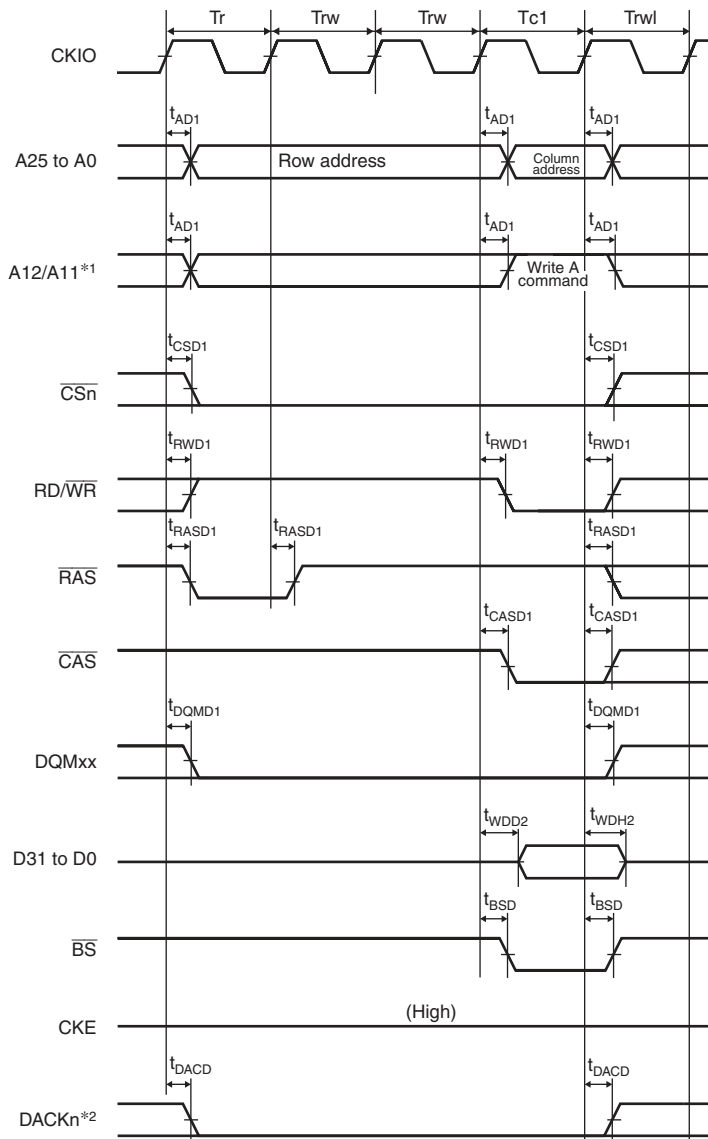 Tr Trw Trw Tc1 Trwl
CKIO
tAD1 tAD1 tAD1
A25 to A0 Row address Column address
tAD1 tAD1 tAD1
A12/A11*1 Write A command
tCSD1 tCSD1
CSn
tRWD1 tRWD1 tRWD1
RD/WR
tRASD1 tRASD1 tRASD1
RAS
tCASD1 tCASD1
CAS
tDQMD1 tDQMD1
DQMxx
tWDD2 tWDH2
D31 to D0
tBSD tBSD
BS
(High)
CKE
tDACD tDACD
DACKn*2